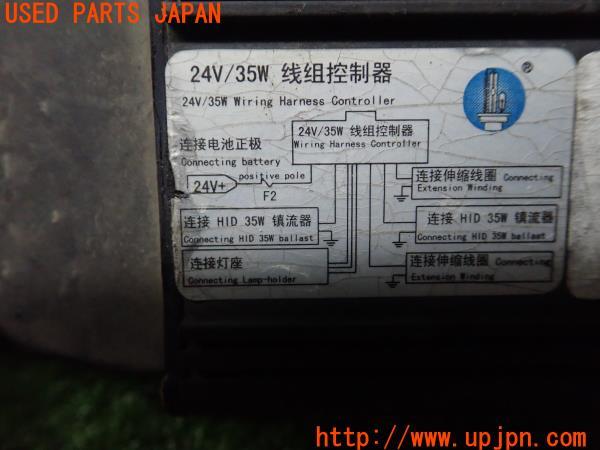 USED PARTS JAPAN
24V/35W 线组控制器
24V/35W Wiring Harness Controller
®
24V/35W 线组控制器
Wiring Harness Controller
连接电池正极
Connecting battery
positive pole
24V+
F2
连接伸缩线圈 Connecting
Extension Winding
连接 HID 35W 镇流器
Connecting HID 35W ballast
连接 HID 35W 镇流器
Connecting HID 35W ballast
连接灯座
Connecting Lamp-holder
连接伸缩线圈 Connecting
Extension Winding
http://www.upjpn.com